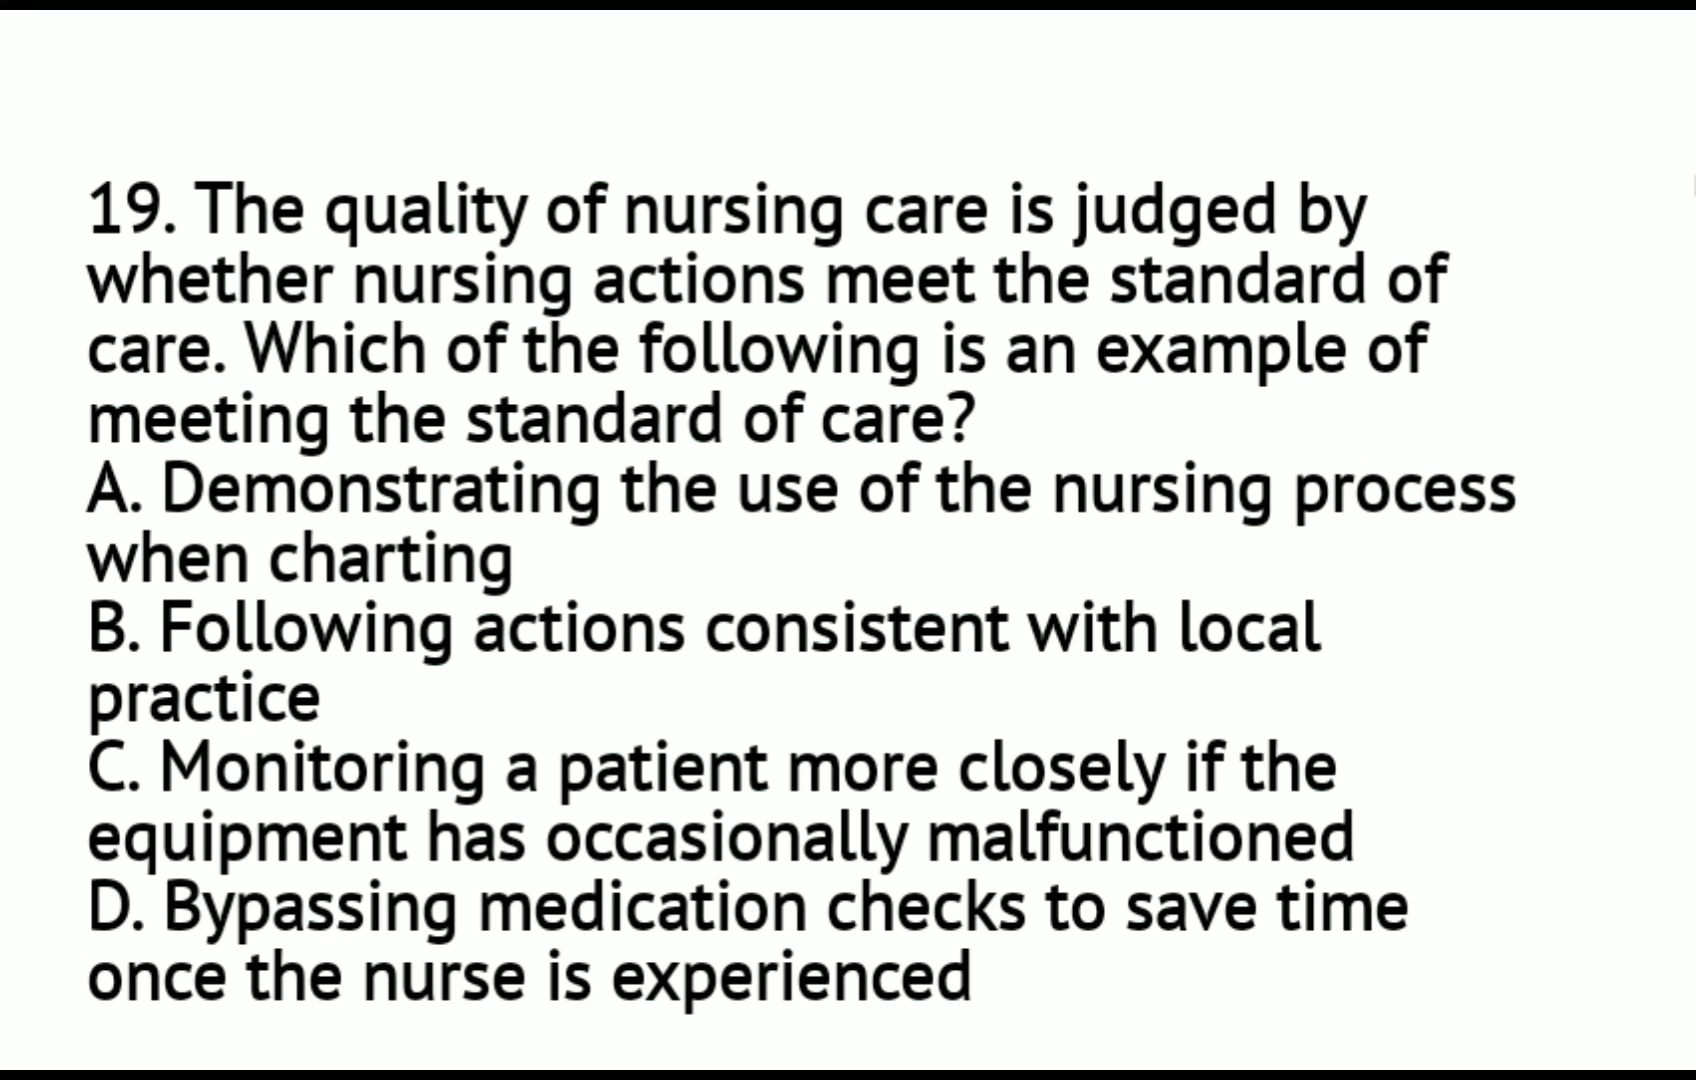 19. The quality of nursing care is judged by
whether nursing actions meet the standard of
care. Which of the following is an example of
meeting the standard of care?
A. Demonstrating the use of the nursing process
when charting
B. Following actions consistent with local
practice
C. Monitoring a patient more closely if the
equipment has occasionally malfunctioned
D. Bypassing medication checks to save time
once the nurse is experienced